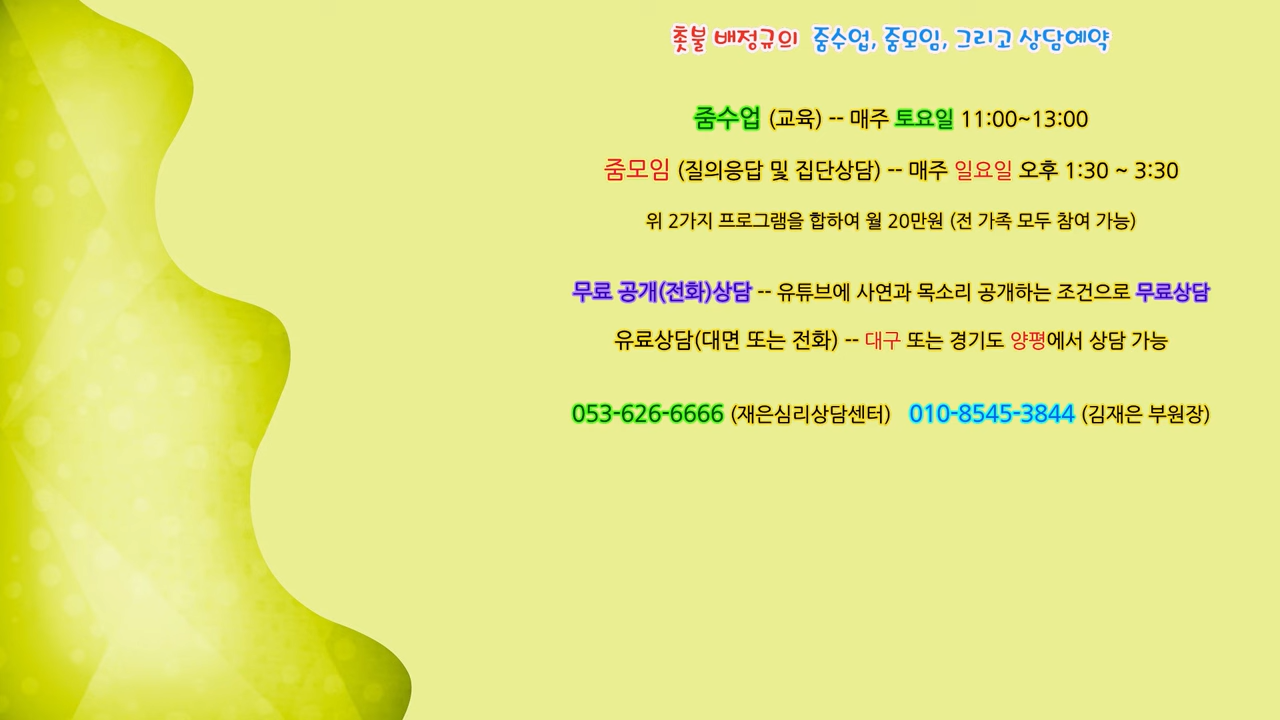 촛불 배정규의 줌수업, 줌모임, 그리고 상담예약
줌수업 (교육) -- 매주 토요일 11:00~13:00
줌모임 (질의응답 및 집단상담) -- 매주 일요일 오후 1:30 ~ 3:30
위 2가지 프로그램을 합하여 월 20만원 (전 가족 모두 참여 가능)
무료 공개(전화)상담 -- 유튜브에 사연과 목소리 공개하는 조건으로 무료상담
유료상담(대면 또는 전화) -- 대구 또는 경기도 양평에서 상담 가능
053-626-6666 (재은심리상담센터) 010-8545-3844 (김재은 부원장)